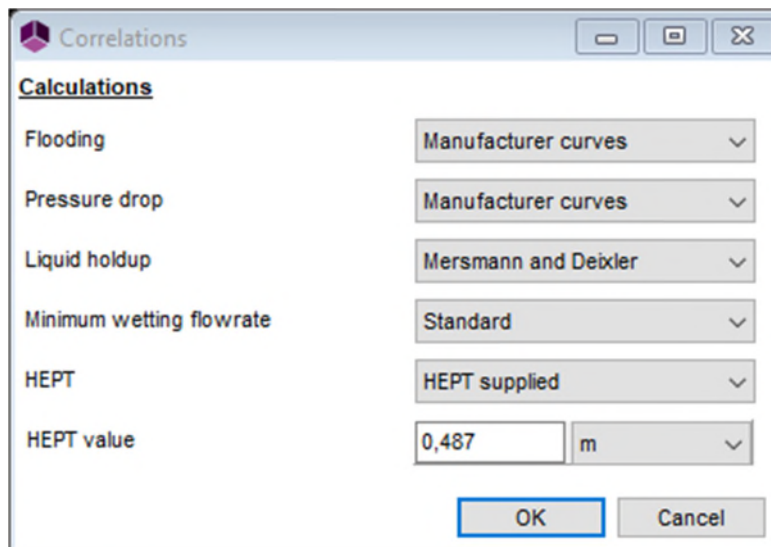 Correlations
Calculations
Flooding Manufacturer curves
Pressure drop Manufacturer curves
Liquid holdup Mersmann and Deixler
Minimum wetting flowrate Standard
HEPT HEPT supplied
HEPT value 0,487 m
OK Cancel